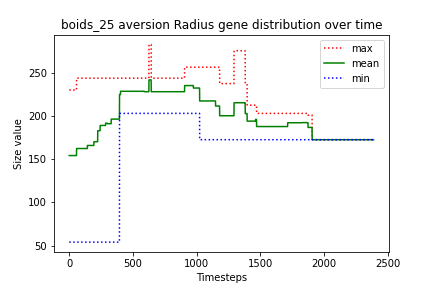 boids_25 aversion Radius gene distribution over time
max
mean
min
Size value
250
200
150
100
50
0
500
1000
1500
2000
2500
Timesteps